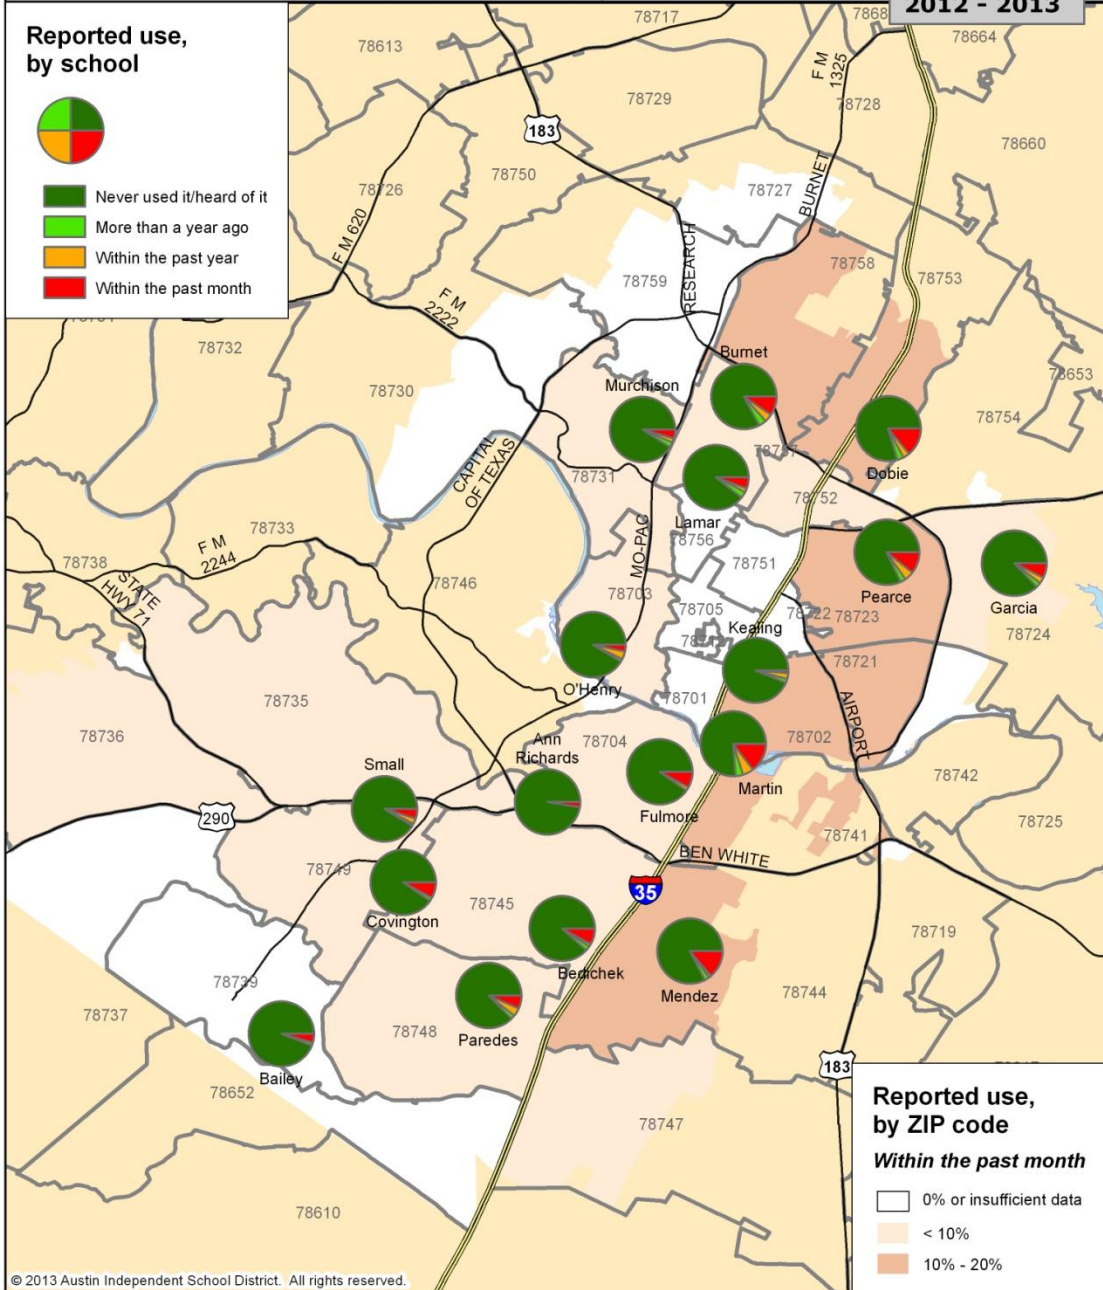 2012 - 2013
Reported use,
by school
Never used it/heard of it
More than a year ago
Within the past year
Within the past month
78717
78613
78664
F M
1325
78729
78728
183
78660
78750
78727
78726
BURNET
F M 620
78758
78753
78759
RESEARCH
F M
2222
78732
Burnet
78653
78730
Murchison
78754
CAPITAL
OF TEXAS
Dobie
78731
78752
Lamar
78733
F M
2244
MO-PAC
78756
78738
78751
STATE
HWY 71
78746
78703
Pearce
Garcia
78705
78722
78723
Kealing
78724
78721
O'Henry
78701
78735
AIRPORT
78736
Ann
Richards
78704
78702
Small
78742
Martin
Fulmore
290
78725
78741
BEN WHITE
78749
35
78745
Covington
78719
Bedichek
78739
Mendez
78744
78737
78748
Paredes
183
Bailey
78652
78747
78610
Reported use,
by ZIP code
Within the past month
0% or insufficient data
< 10%
10% - 20%
© 2013 Austin Independent School District. All rights reserved.